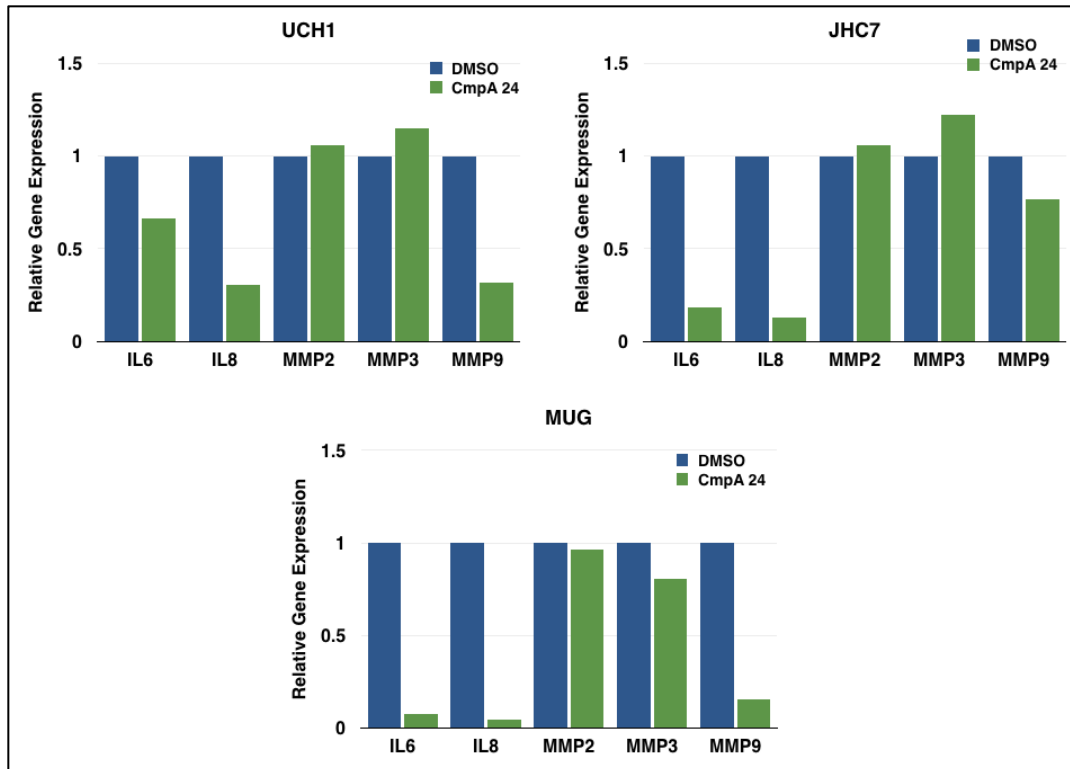 UCH1
DMSO
CmpA 24
Relative Gene Expression
1.5
1
0.5
0
IL6 IL8 MMP2 MMP3 MMP9
JHC7
DMSO
CmpA 24
Relative Gene Expression
1.5
1
0.5
0
IL6 IL8 MMP2 MMP3 MMP9
MUG
DMSO
CmpA 24
Relative Gene Expression
1.5
1
0.5
0
IL6 IL8 MMP2 MMP3 MMP9